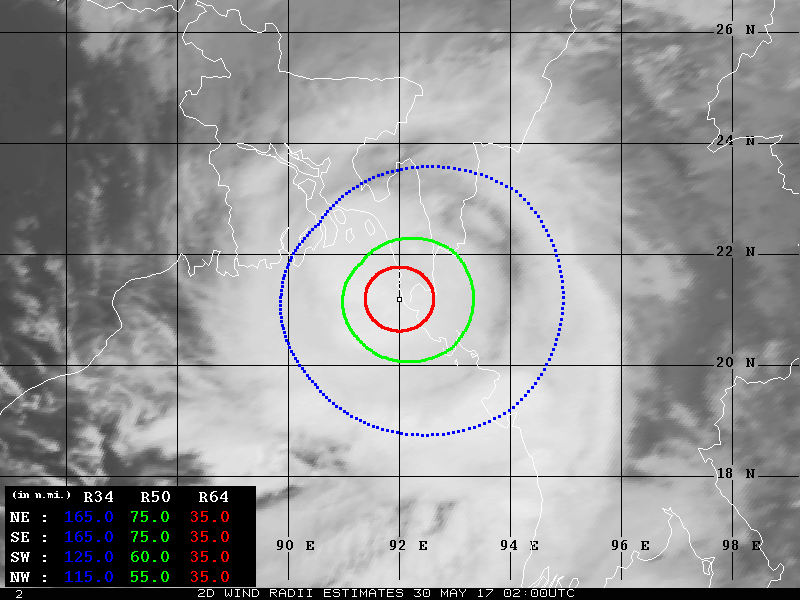 26 N
24 N
22 N
20 N
18 N
90 E 92 E 94 E 96 E 98 E
(in n.mi.) R34 R50 R64
NE : 165.0 75.0 35.0
SE : 165.0 75.0 35.0
SW : 125.0 60.0 35.0
NW : 115.0 55.0 35.0
2 2D WIND RADII ESTIMATES 30 MAY 17 02:00UTC